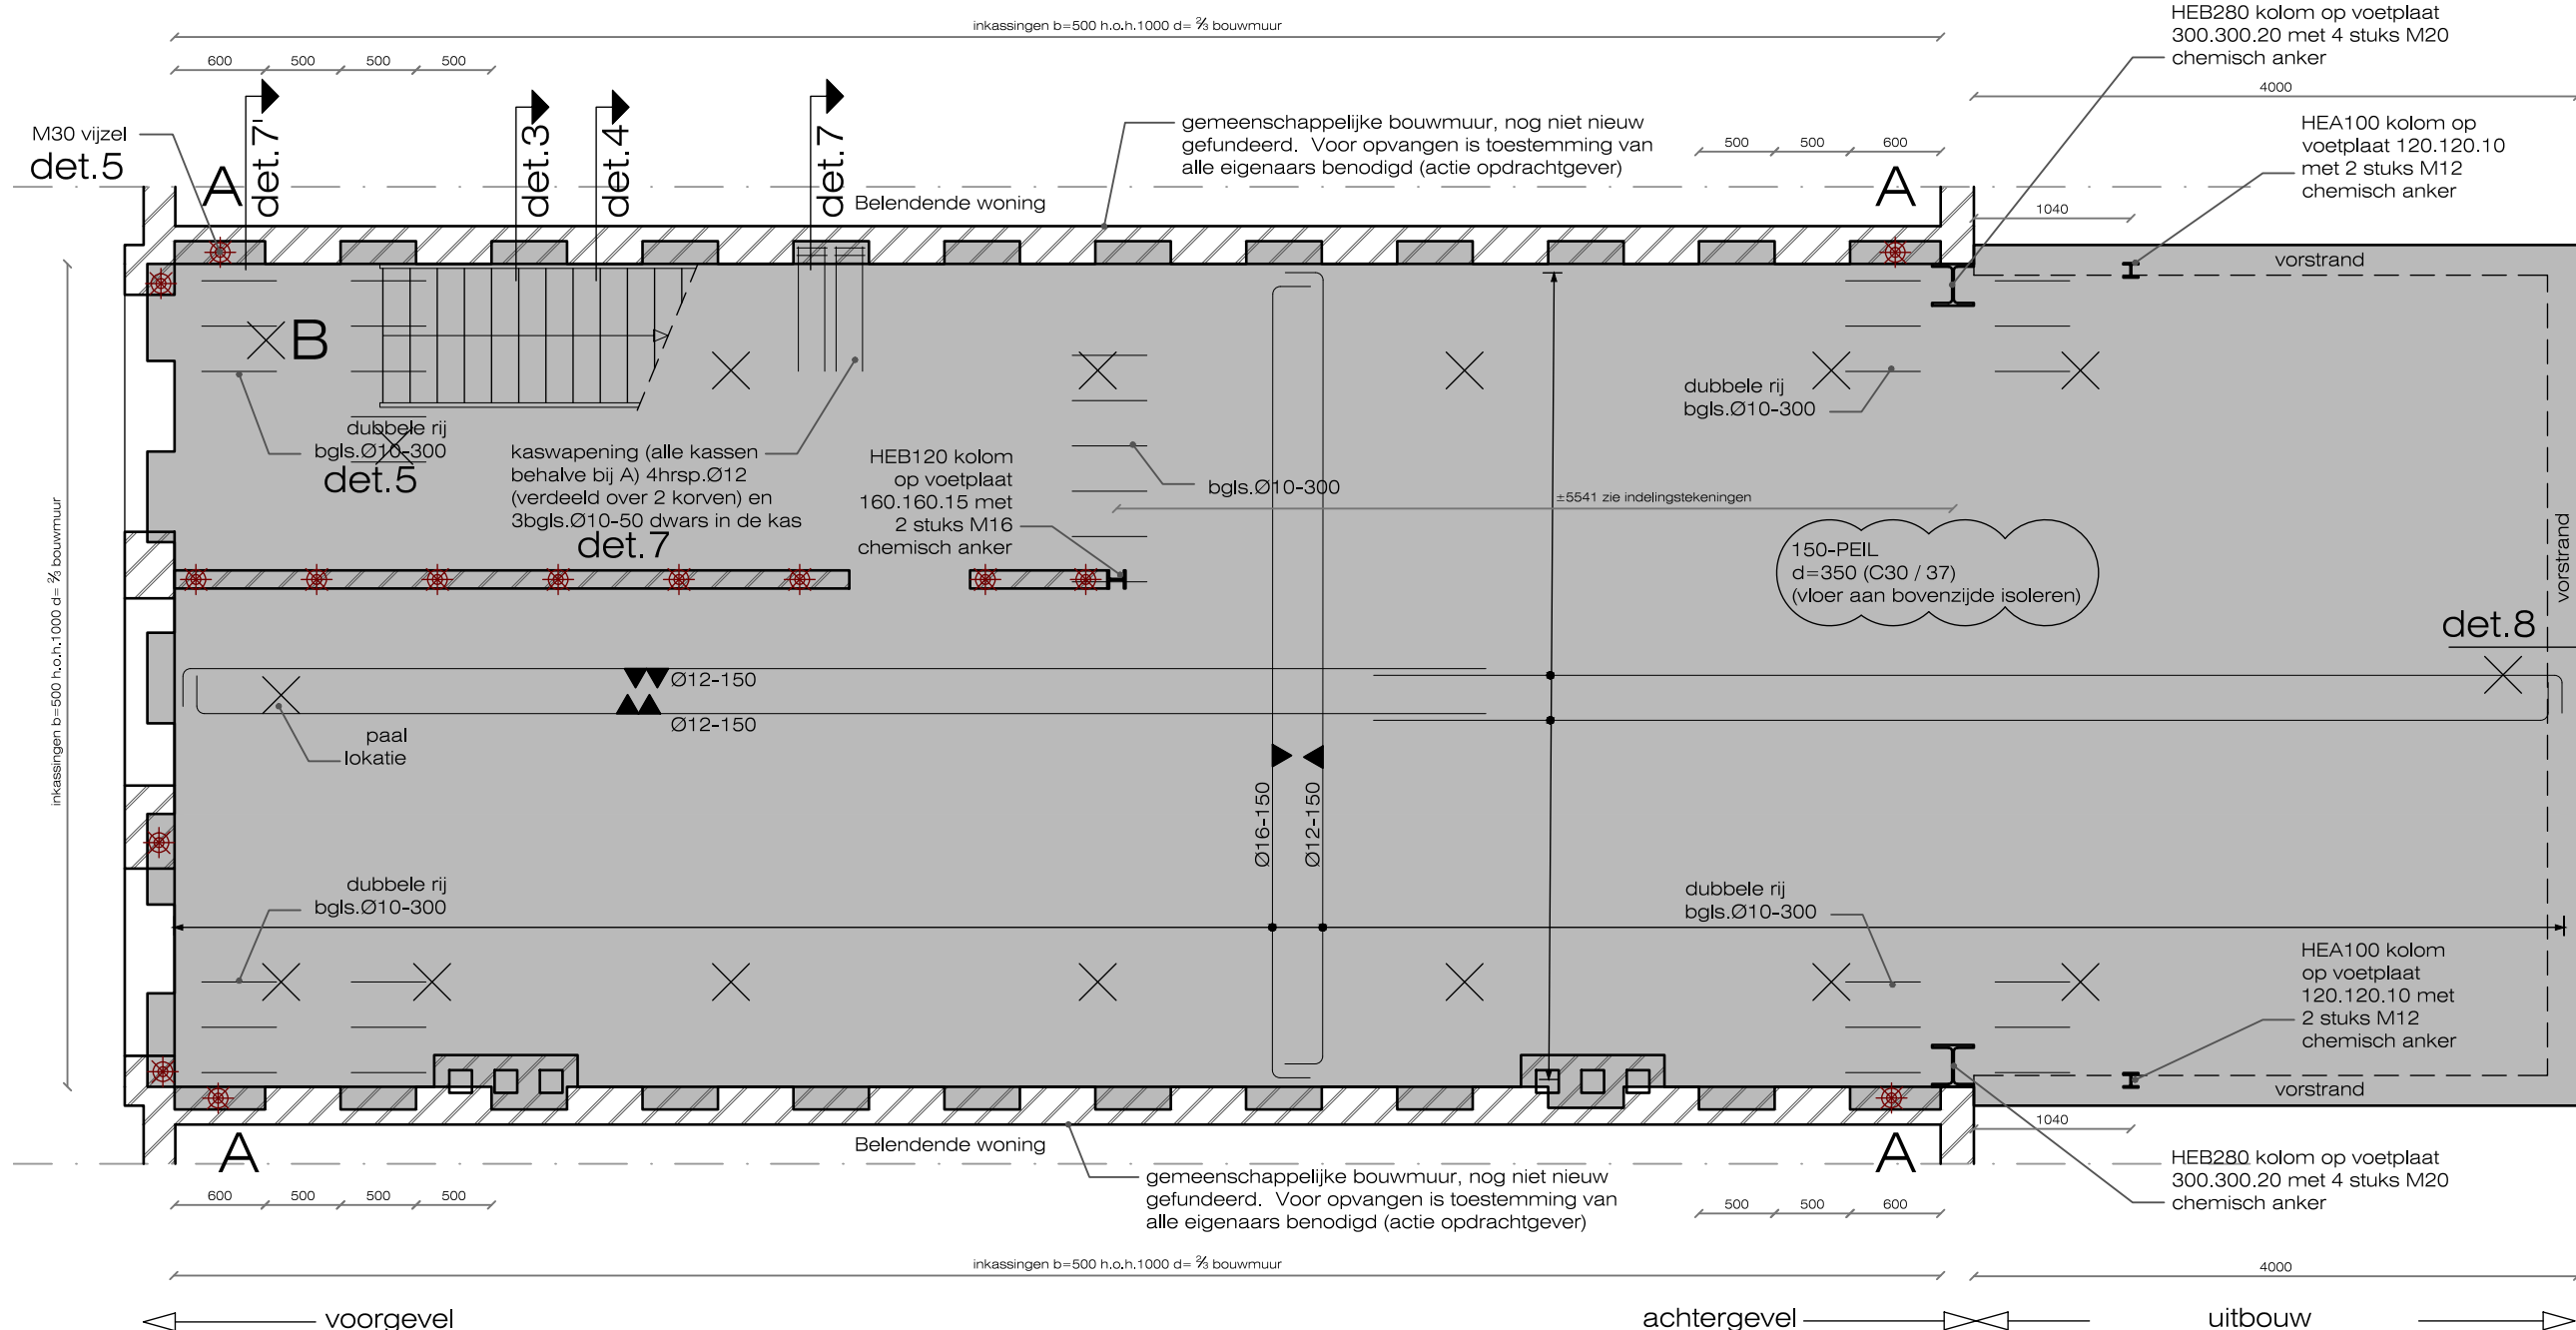 inkassingen b=500 h.o.h.1000 d= ⅔ bouwmuur
HEB280 kolom op voetplaat
300.300.20 met 4 stuks M20
chemisch anker
600
500
500
500
4000
M30 vijzel
det.5
A
det.7'
det.3
det.4
det.7
gemeenschappelijke bouwmuur, nog niet nieuw
gefundeerd. Voor opvangen is toestemming van
alle eigenaars benodigd (actie opdrachtgever)
500
500
600
HEA100 kolom op
voetplaat 120.120.10
met 2 stuks M12
chemisch anker
A
Belendende woning
1040
vorstrand
B
dubbele rij
bgls.Ø10-300
det.5
kaswapening (alle kassen
behalve bij A) 4hrsp.Ø12
(verdeeld over 2 korven) en
3bgls.Ø10-50 dwars in de kas
det.7
HEB120 kolom
op voetplaat
160.160.15 met
2 stuks M16
chemisch anker
bgls.Ø10-300
dubbele rij
bgls.Ø10-300
±5541 zie indelingstekeningen
150-PEIL
d=350 (C30 / 37)
(vloer aan bovenzijde isoleren)
vorstrand
det.8
inkassingen b=500 h.o.h.1000 d= ⅔ bouwmuur
Ø12-150
Ø12-150
paal
lokatie
Ø16-150
Ø12-150
dubbele rij
bgls.Ø10-300
dubbele rij
bgls.Ø10-300
HEA100 kolom
op voetplaat
120.120.10 met
2 stuks M12
chemisch anker
vorstrand
1040
A
Belendende woning
A
gemeenschappelijke bouwmuur, nog niet nieuw
gefundeerd. Voor opvangen is toestemming van
alle eigenaars benodigd (actie opdrachtgever)
HEB280 kolom op voetplaat
300.300.20 met 4 stuks M20
chemisch anker
600
500
500
500
500
500
600
inkassingen b=500 h.o.h.1000 d= ⅔ bouwmuur
4000
voorgevel
achtergevel
uitbouw